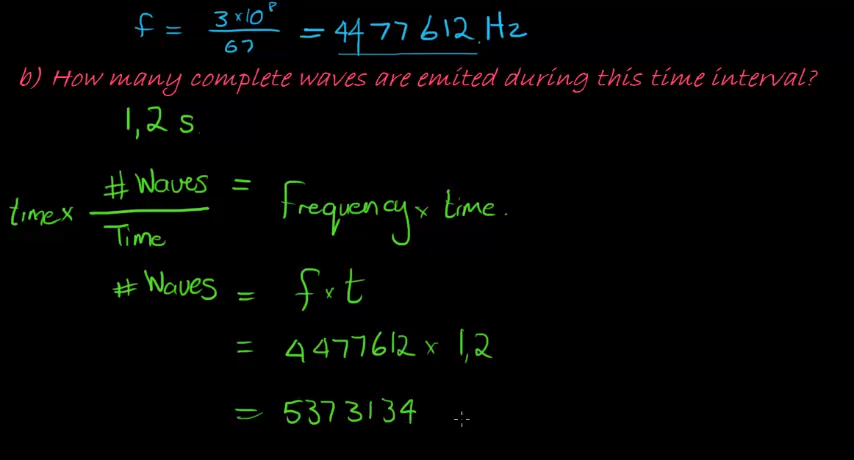 f = 3 × 10⁸ / 67 = 4477612 Hz
b) How many complete waves are emited during this time interval?
1,2 s.
time × # Waves / Time = Frequency × time.
# Waves = f × t
= 4477612 × 1,2
= 5373134